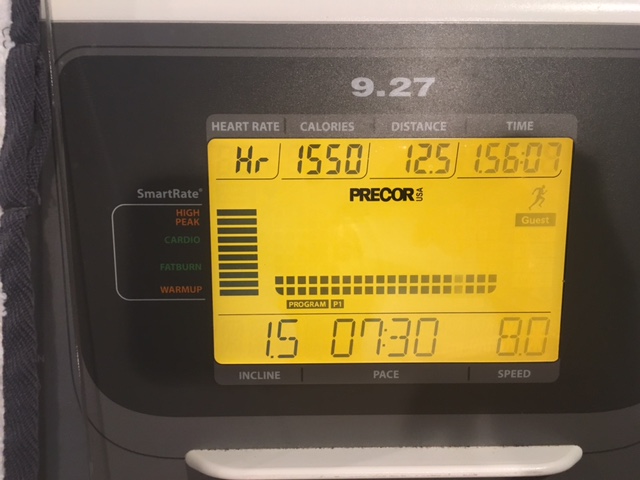 9.27
HEART RATE CALORIES DISTANCE TIME
Hr 1550 12.5 1.56:07
PRECOR USA
SmartRate®
HIGH
PEAK
CARDIO
FATBURN
WARMUP
Guest
PROGRAM P1
1.5 07:30 8.0
INCLINE PACE SPEED